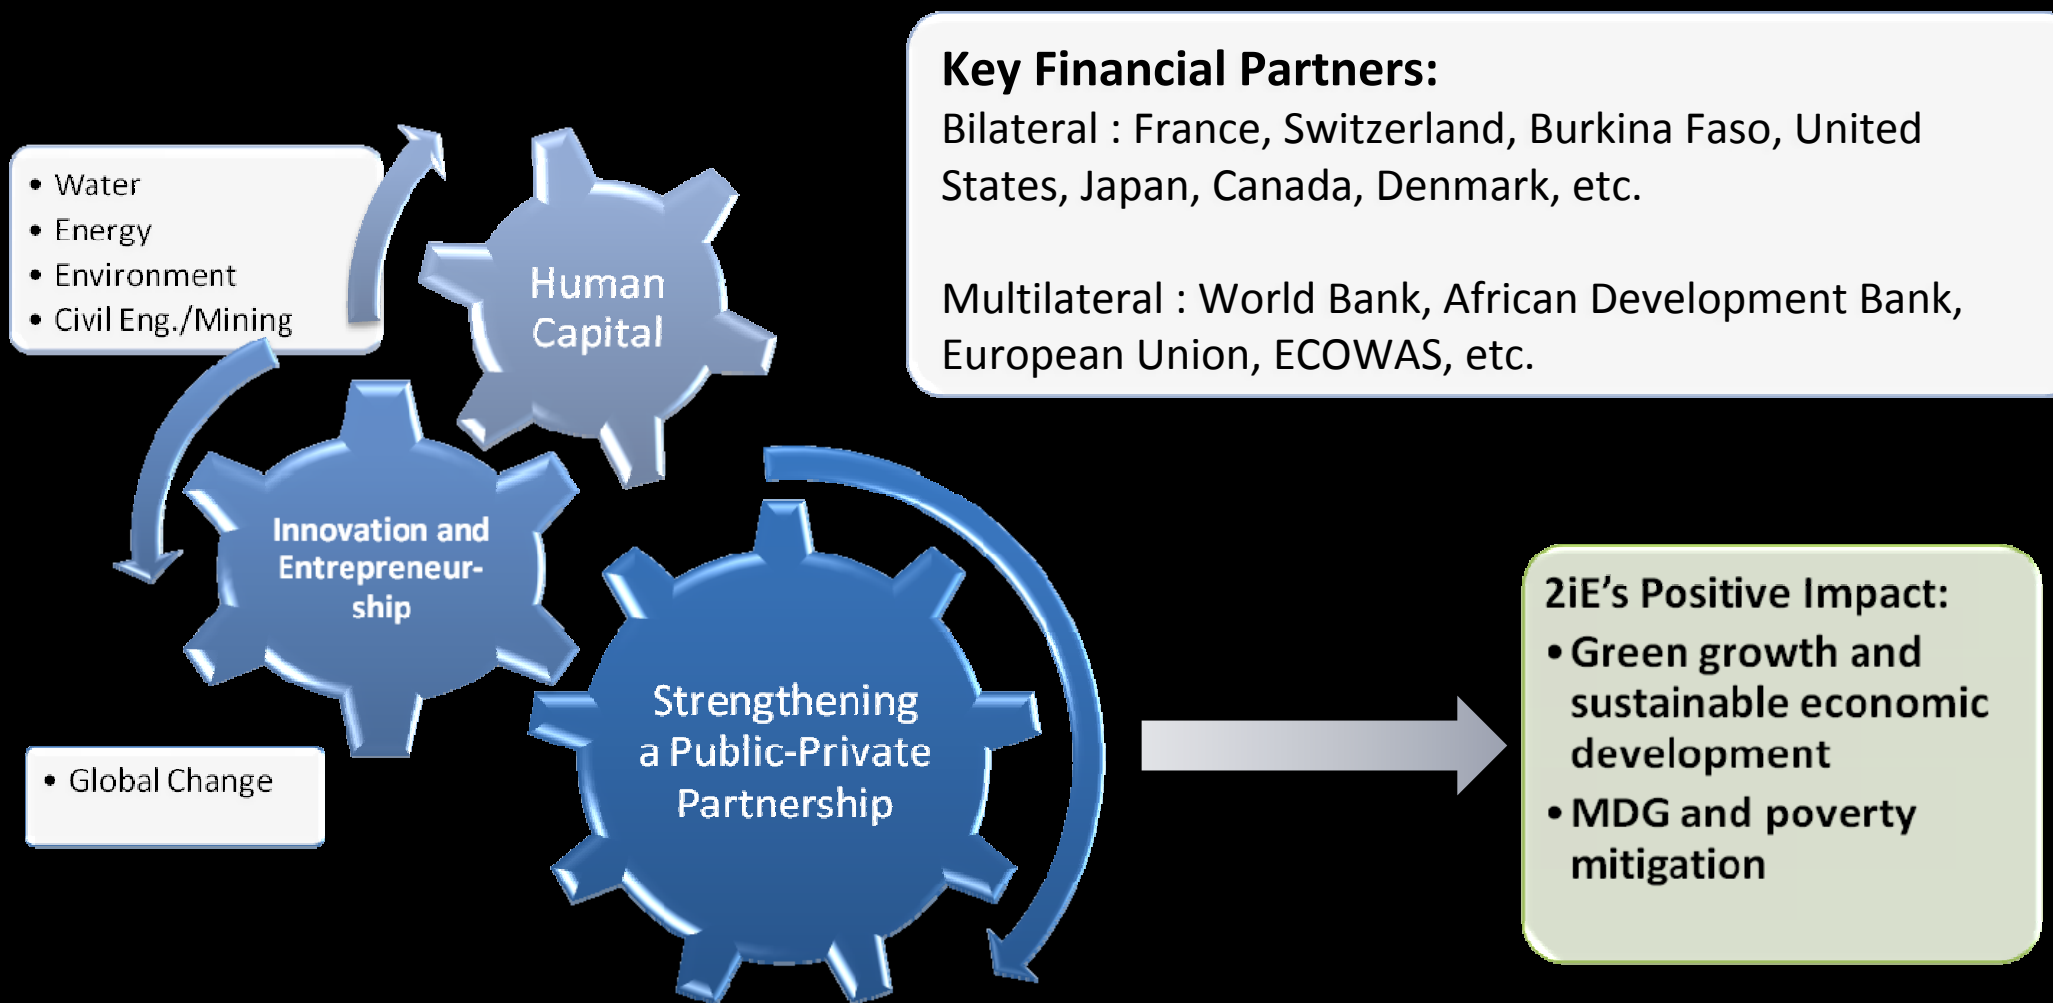 Key Financial Partners:
Bilateral : France, Switzerland, Burkina Faso, United
States, Japan, Canada, Denmark, etc.
Multilateral : World Bank, African Development Bank,
European Union, ECOWAS, etc.
• Water
• Energy
• Environment
• Civil Eng./Mining
Human
Capital
Innovation and
Entrepreneur-
ship
Strengthening
a Public-Private
Partnership
• Global Change
2iE’s Positive Impact:
• Green growth and
sustainable economic
development
• MDG and poverty
mitigation